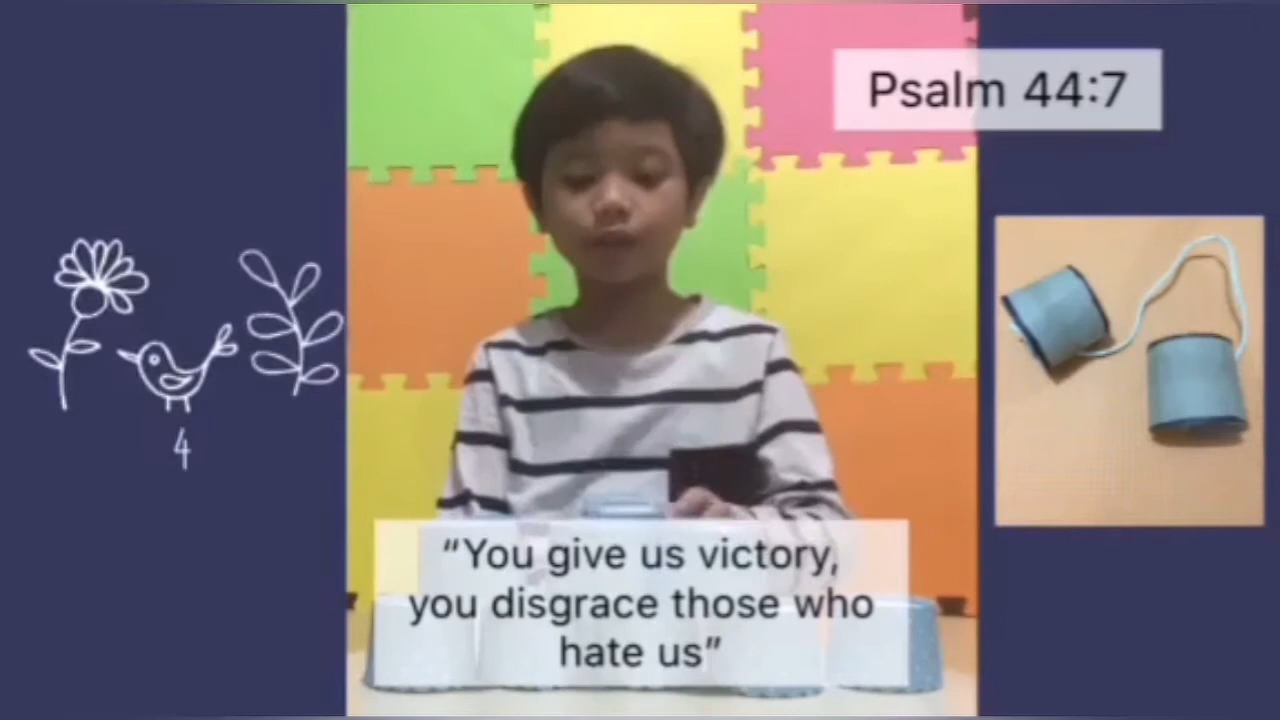 Psalm 44:7
4
“You give us victory,
you disgrace those who
hate us”